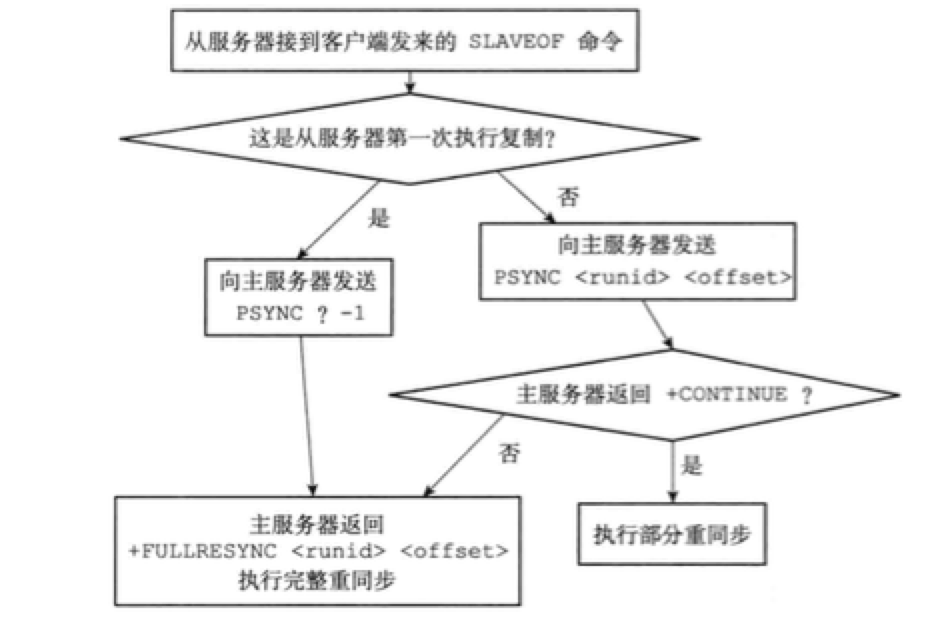 从服务器接到客户端发来的 SLAVEOF 命令
这是从服务器第一次执行复制?
是
否
向主服务器发送
PSYNC ? -1
向主服务器发送
PSYNC <runid> <offset>
主服务器返回 +CONTINUE ?
否
是
主服务器返回
+FULLRESYNC <runid> <offset>
执行完整重同步
执行部分重同步